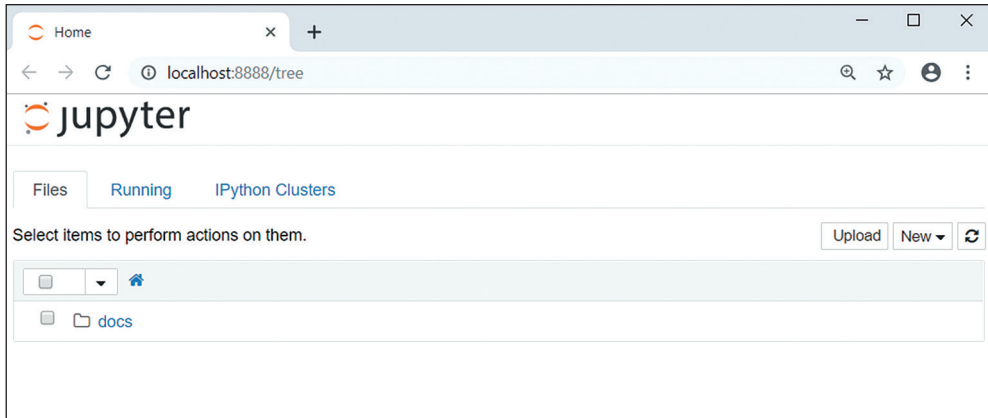 Home
localhost:8888/tree
jupyter
Files Running IPython Clusters
Select items to perform actions on them. Upload New
docs